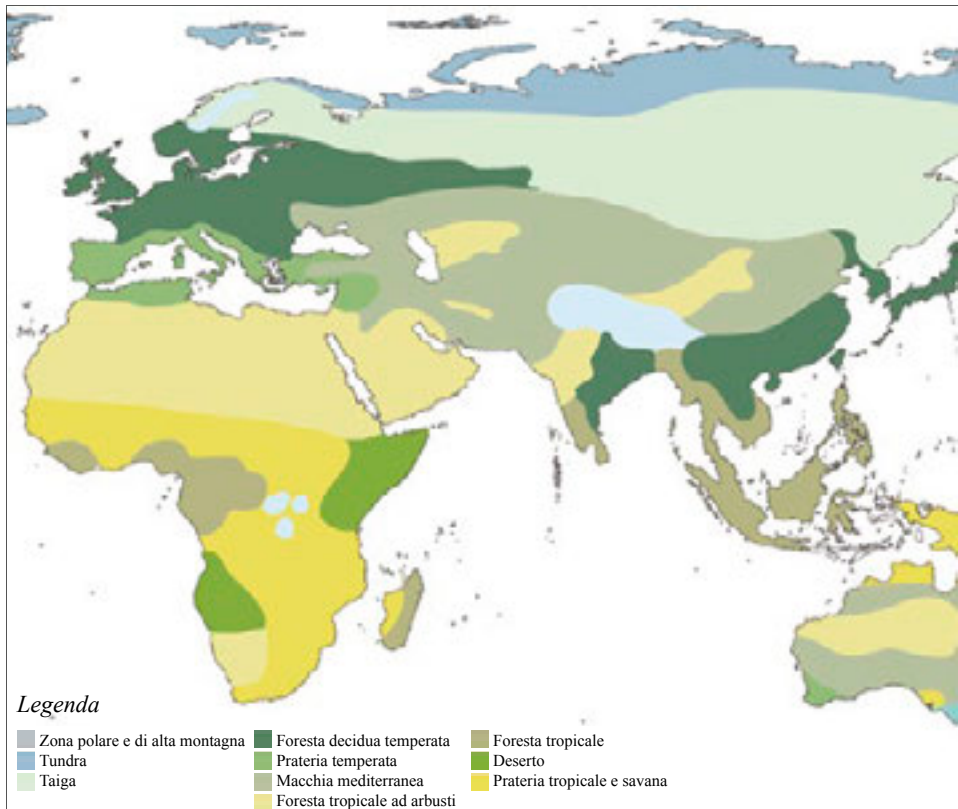 Legenda
Zona polare e di alta montagna
Tundra
Taiga
Foresta decidua temperata
Prateria temperata
Macchia mediterranea
Foresta tropicale ad arbusti
Foresta tropicale
Deserto
Prateria tropicale e savana